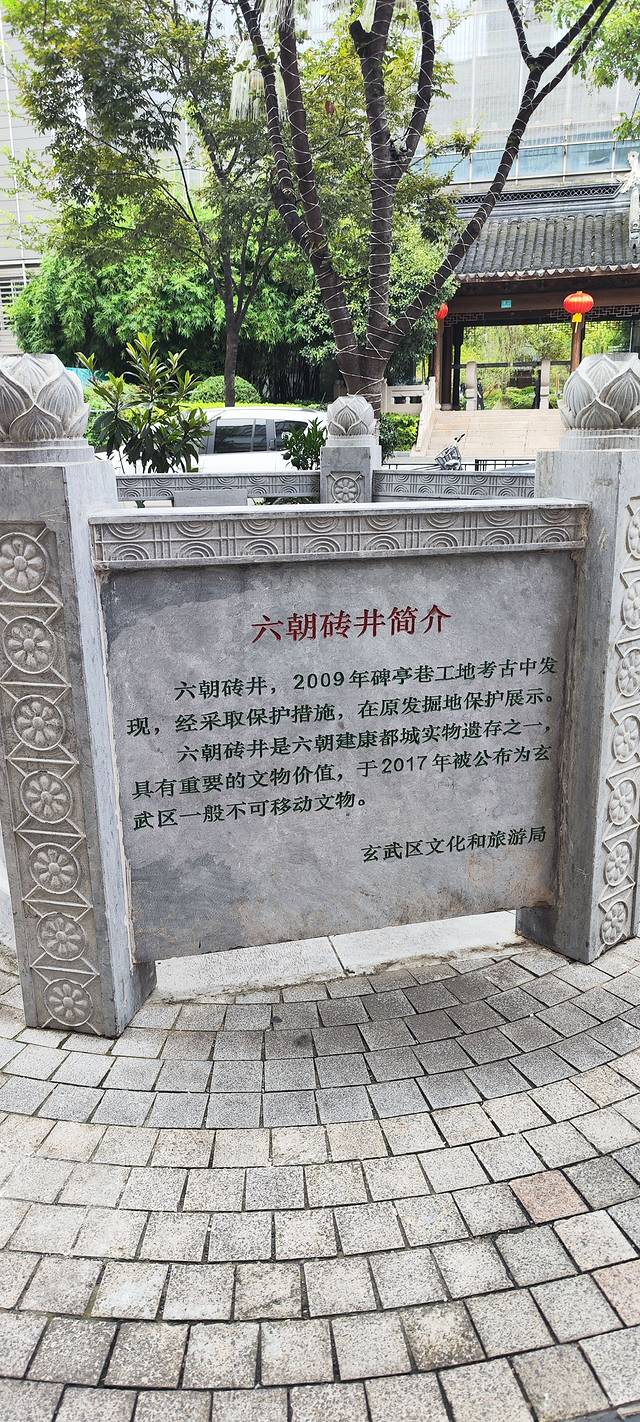 六朝砖井简介
六朝砖井，2009年碑亭巷工地考古中发
现，经采取保护措施，在原发掘地保护展示。
六朝砖井是六朝建康都城实物遗存之一，
具有重要的文物价值，于2017年被公布为玄
武区一般不可移动文物。
玄武区文化和旅游局